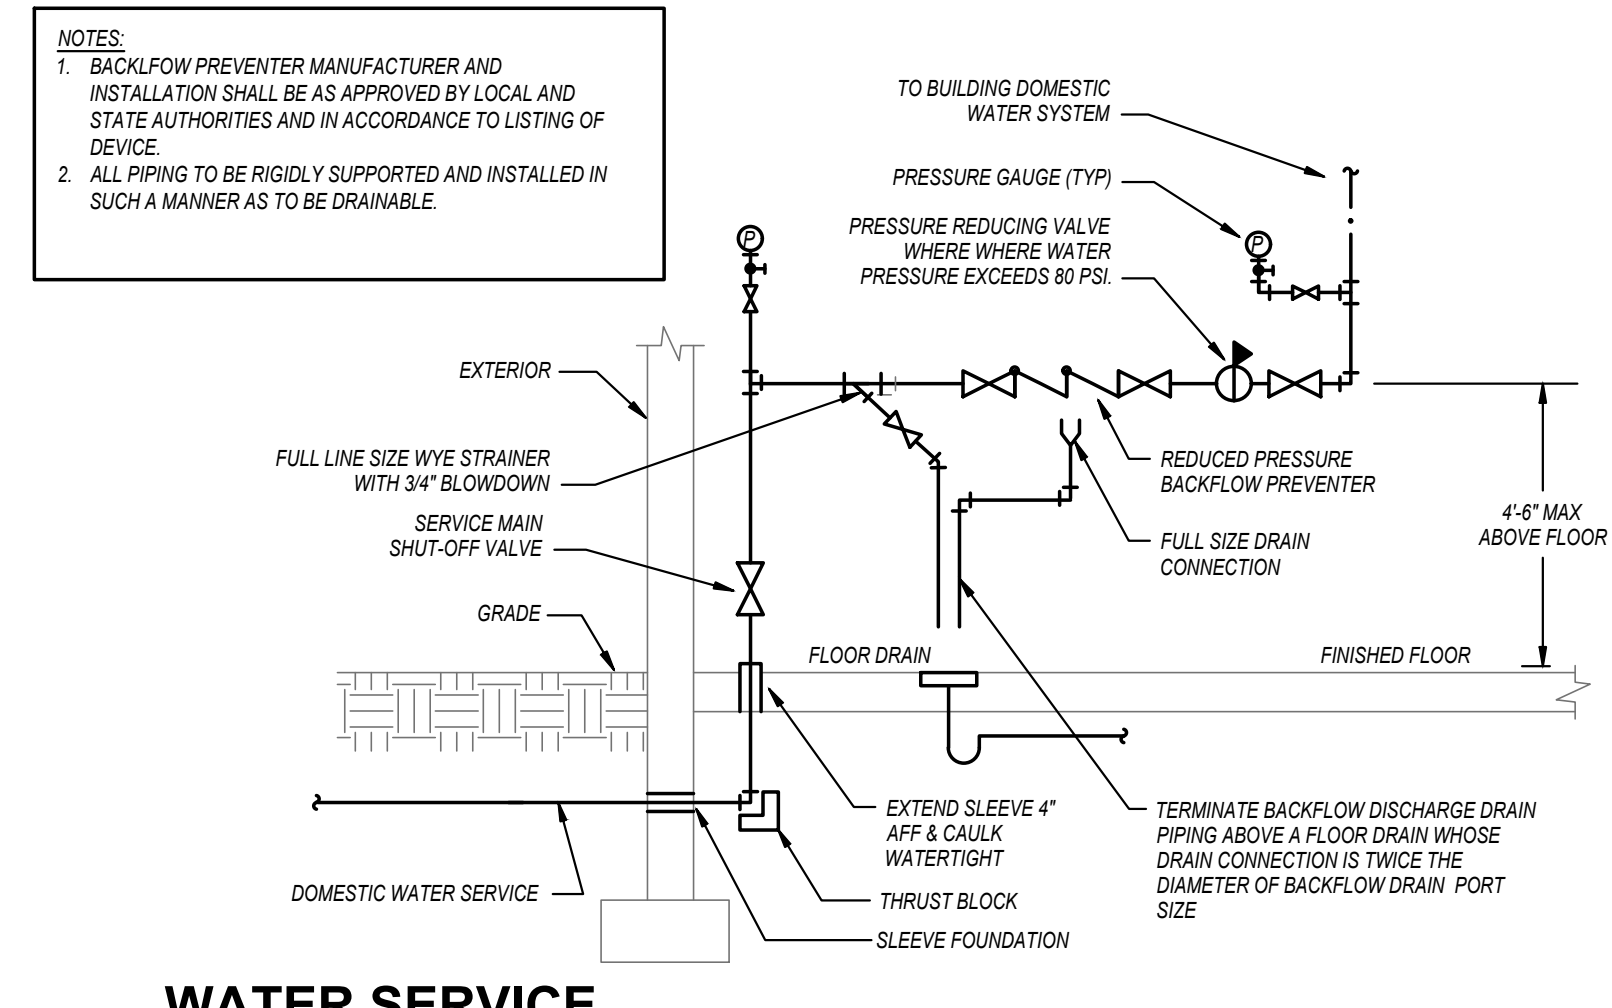 NOTES:
1. BACKLFOW PREVENTER MANUFACTURER AND
INSTALLATION SHALL BE AS APPROVED BY LOCAL AND
STATE AUTHORITIES AND IN ACCORDANCE TO LISTING OF
DEVICE.
2. ALL PIPING TO BE RIGIDLY SUPPORTED AND INSTALLED IN
SUCH A MANNER AS TO BE DRAINABLE.
TO BUILDING DOMESTIC
WATER SYSTEM
PRESSURE GAUGE (TYP)
PRESSURE REDUCING VALVE
WHERE WHERE WATER
PRESSURE EXCEEDS 80 PSI.
P
P
EXTERIOR
FULL LINE SIZE WYE STRAINER
WITH 3/4" BLOWDOWN
SERVICE MAIN
SHUT-OFF VALVE
GRADE
REDUCED PRESSURE
BACKFLOW PREVENTER
FULL SIZE DRAIN
CONNECTION
4'-6" MAX
ABOVE FLOOR
FLOOR DRAIN
FINISHED FLOOR
EXTEND SLEEVE 4"
AFF & CAULK
WATERTIGHT
TERMINATE BACKFLOW DISCHARGE DRAIN
PIPING ABOVE A FLOOR DRAIN WHOSE
DRAIN CONNECTION IS TWICE THE
DIAMETER OF BACKFLOW DRAIN PORT
SIZE
DOMESTIC WATER SERVICE
THRUST BLOCK
SLEEVE FOUNDATION
WATER SERVICE